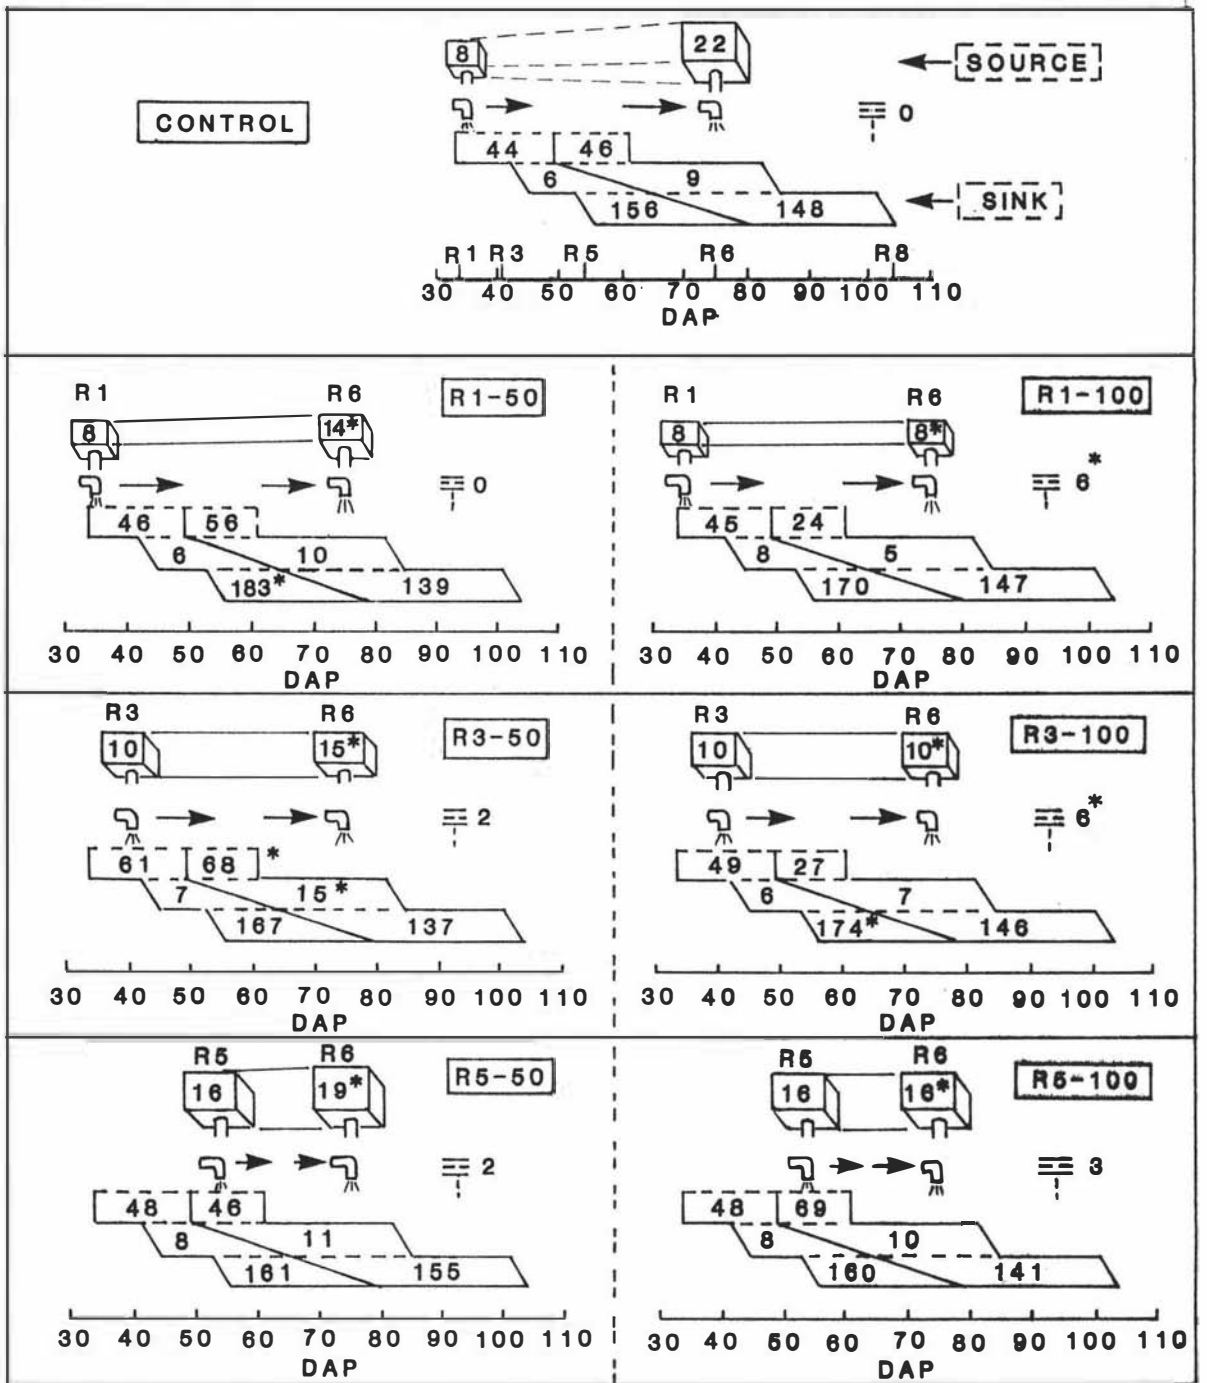 8 22 SOURCE
CONTROL
0
44 46
6 9
156 148 SINK
R1 R3 R5 R6 R8
30 40 50 60 70 80 90 100 110
DAP
R1 R6 R1-50
8 14*
0
46 56
6 10
183* 139
30 40 50 60 70 80 90 100 110
DAP
R1 R6 R1-100
8 8*
6*
45 24
8 5
170 147
30 40 50 60 70 80 90 100 110
DAP
R3 R6 R3-50
10 15*
2
61 68 *
7 15*
167 137
30 40 50 60 70 80 90 100 110
DAP
R3 R6 R3-100
10 10*
6*
49 27
6 7
174* 146
30 40 50 60 70 80 90 100 110
DAP
R5 R6 R5-50
16 19*
2
48 46
8 11
161 155
30 40 50 60 70 80 90 100 110
DAP
R5 R6 R5-100
16 16*
3
48 69
8 10
160 141
30 40 50 60 70 80 90 100 110
DAP